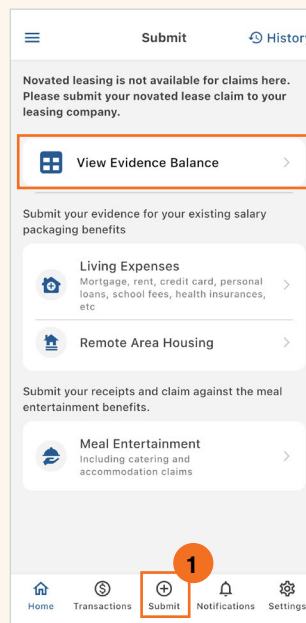 Submit
Histor
Novated leasing is not available for claims here.
Please submit your novated lease claim to your
leasing company.
View Evidence Balance
Submit your evidence for your existing salary
packaging benefits
Living Expenses
Mortgage, rent, credit card, personal
loans, school fees, health insurances,
etc
Remote Area Housing
Submit your receipts and claim against the meal
entertainment benefits.
Meal Entertainment
Including catering and
accommodation claims
1
Home Transactions Submit Notifications Settings